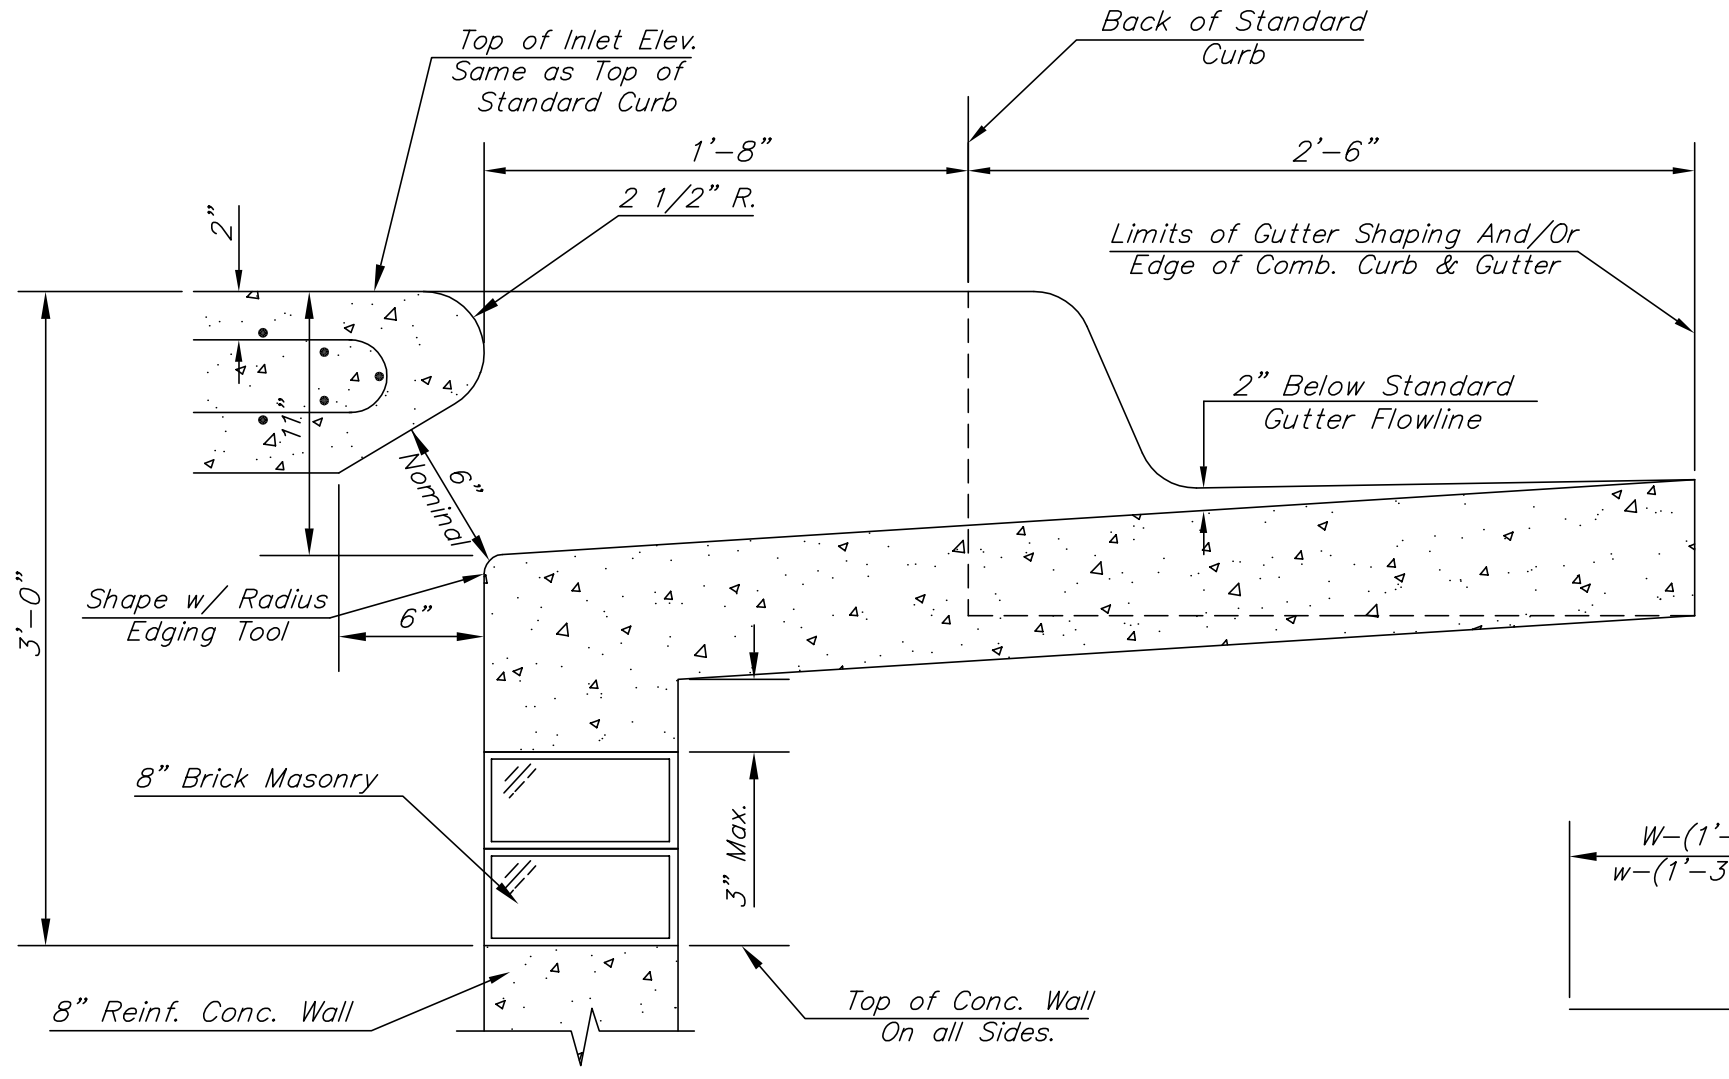 Top of Inlet Elev.
Same as Top of
Standard Curb
Back of Standard
Curb
1'-8"
2'-6"
2 1/2" R.
2"
Limits of Gutter Shaping And/Or
Edge of Comb. Curb & Gutter
2" Below Standard
Gutter Flowline
11"
6"
Nominal
3'-0"
Shape w/ Radius
Edging Tool
6"
8" Brick Masonry
3" Max.
W-(1'-
w-(1'-3
8" Reinf. Conc. Wall
Top of Conc. Wall
On all Sides.